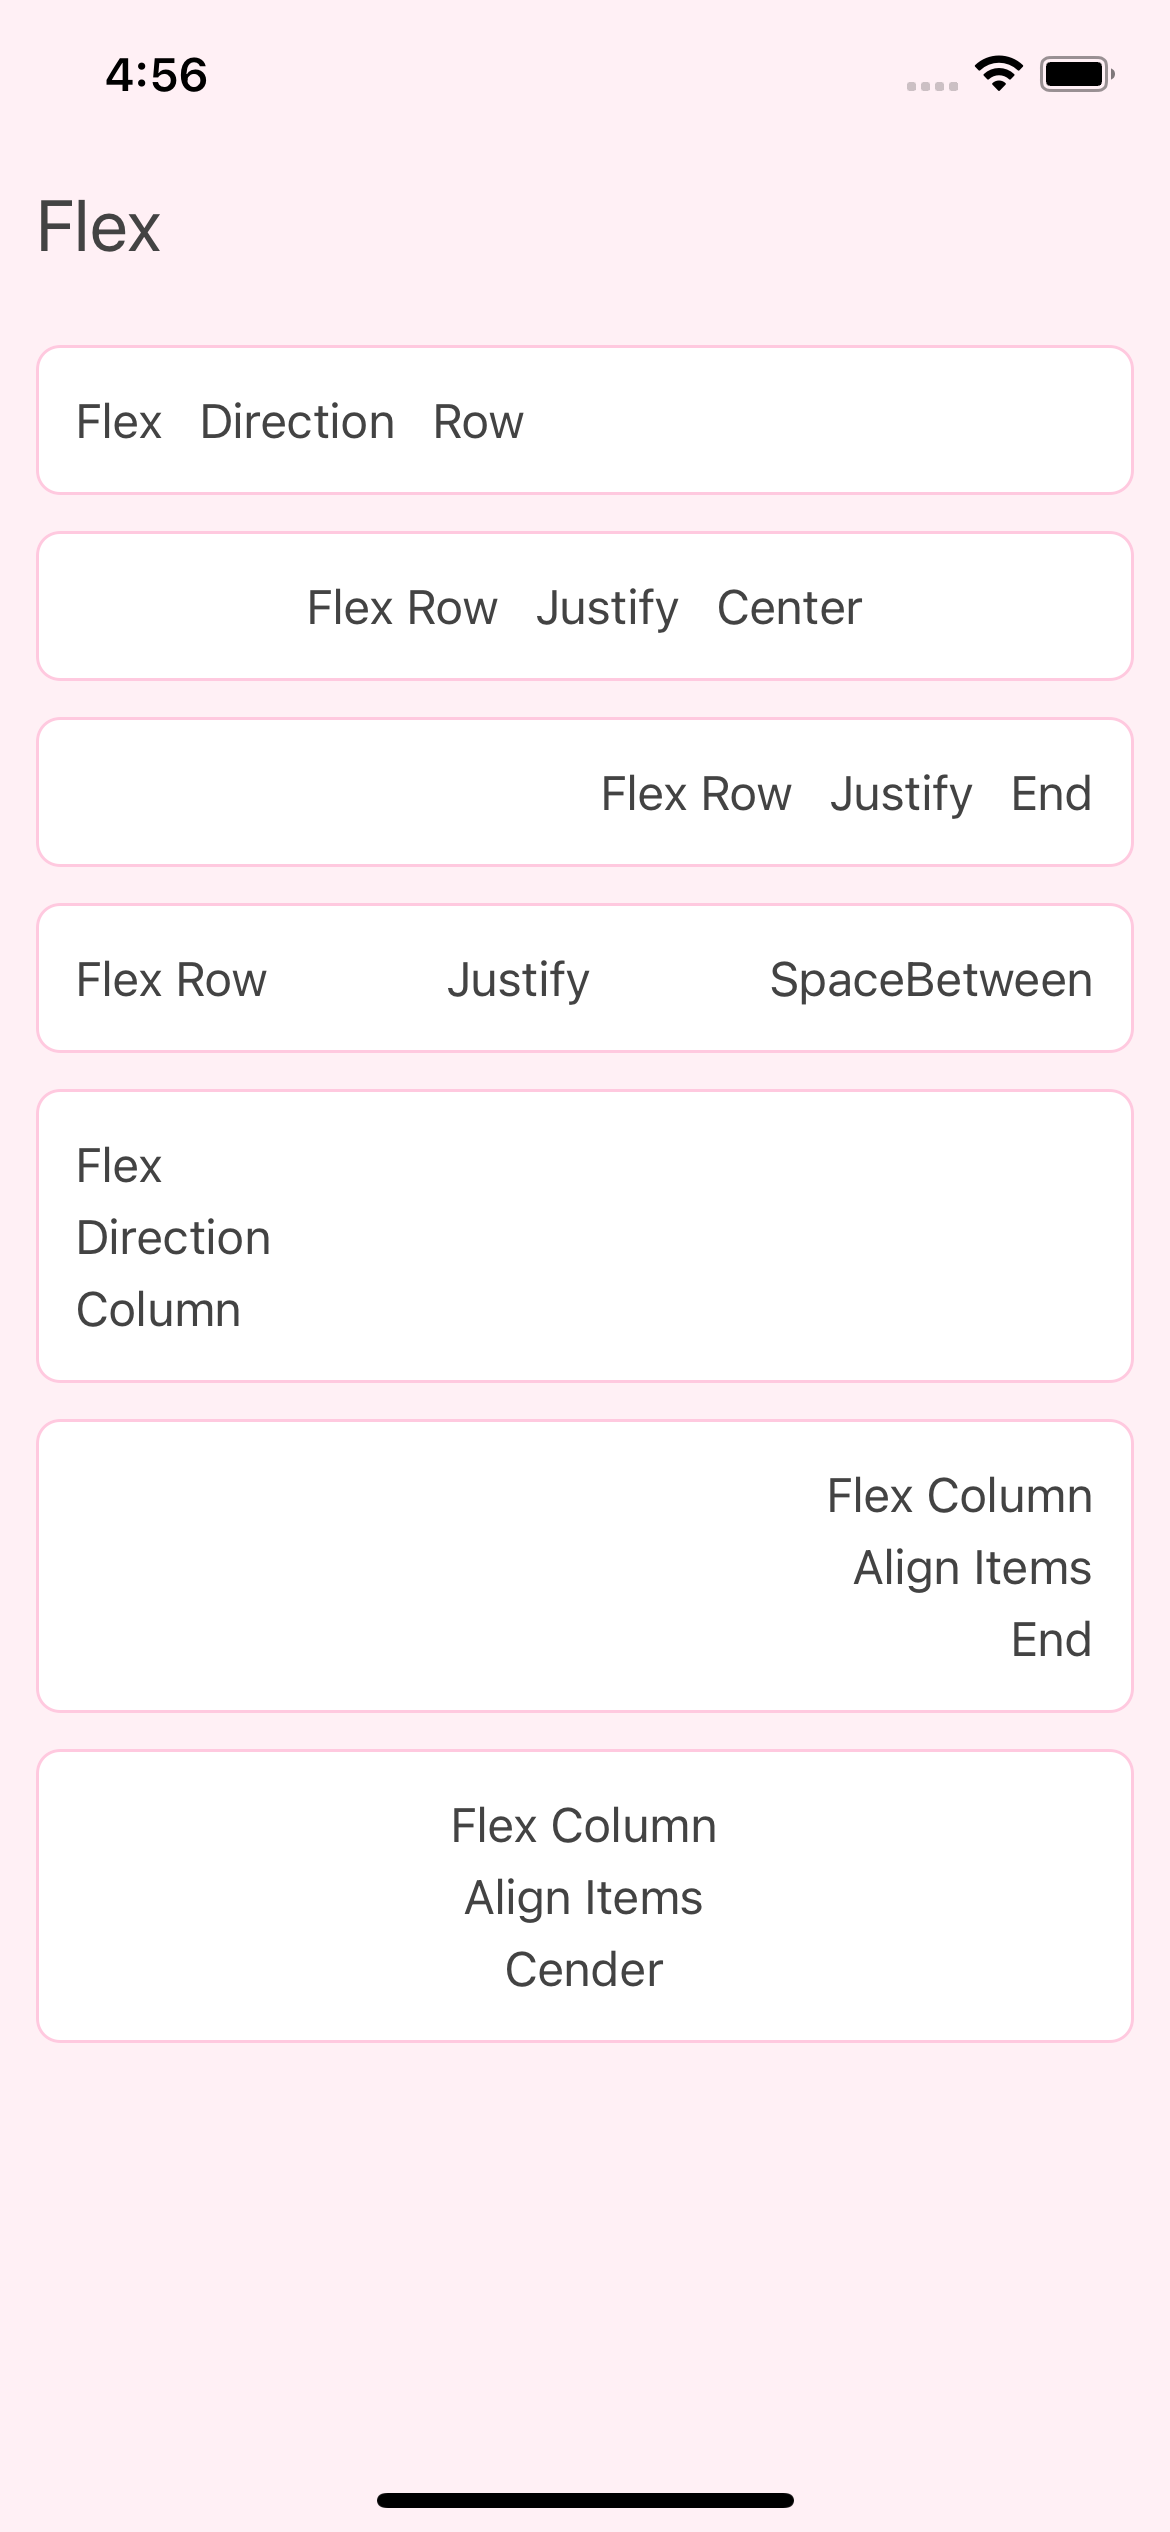 4:56
Flex
Flex Direction Row
Flex Row Justify Center
Flex Row Justify End
Flex Row Justify SpaceBetween
Flex
Direction
Column
Flex Column
Align Items
End
Flex Column
Align Items
Cender